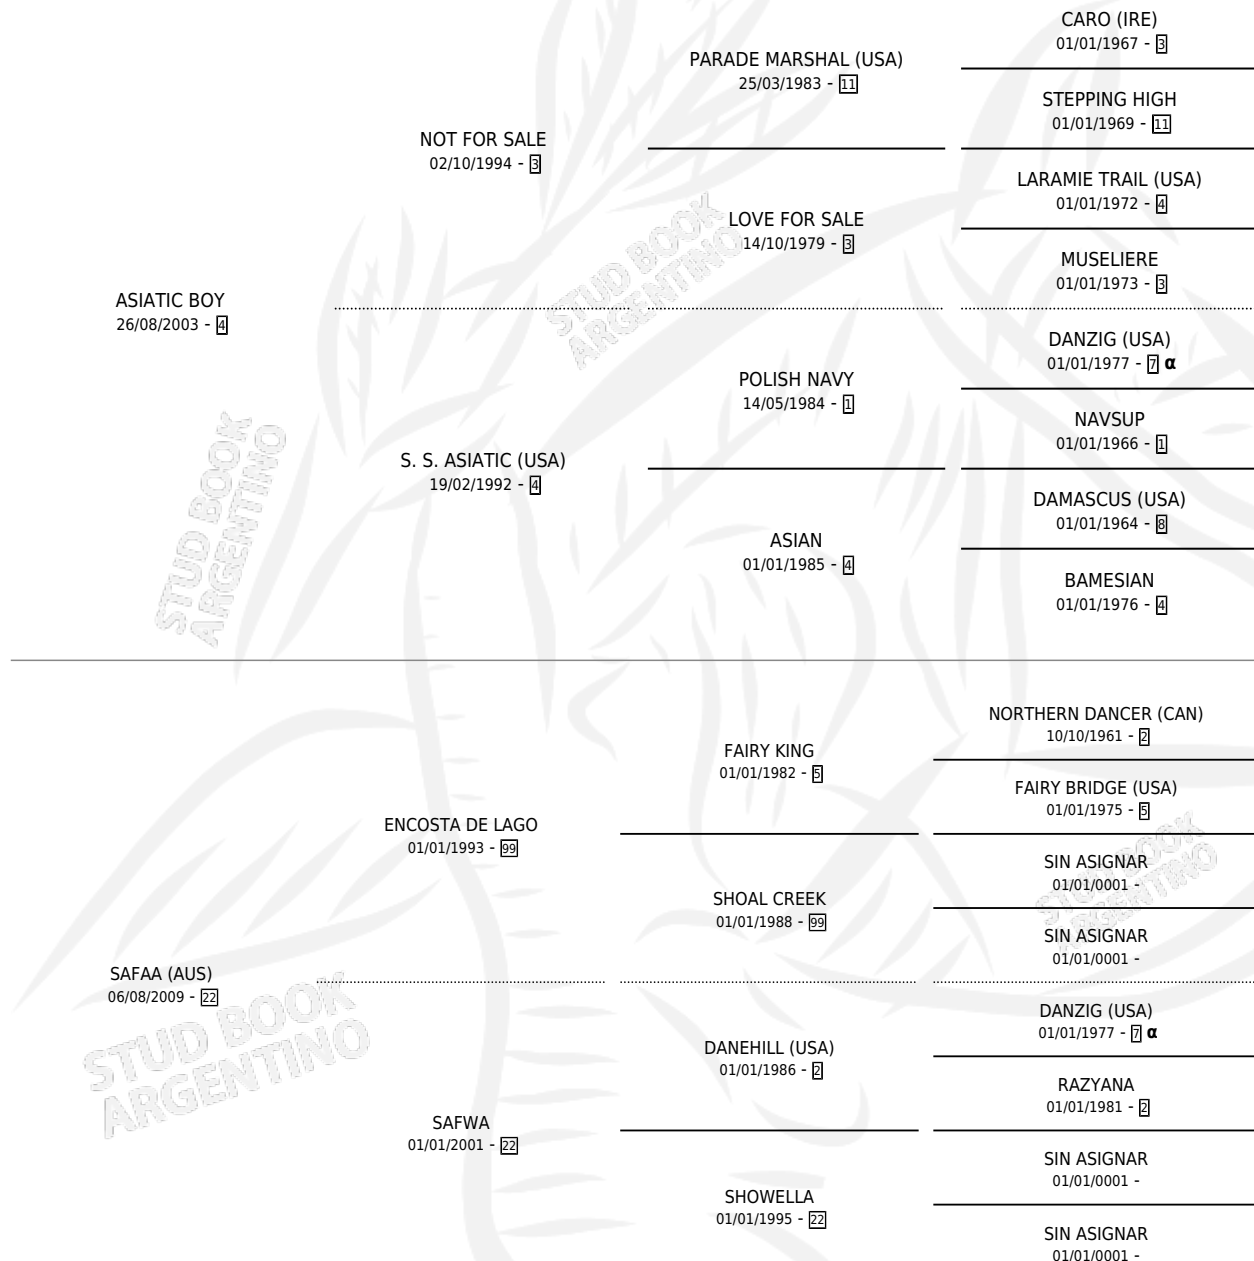 CARO (IRE)
01/01/1967 - 3
PARADE MARSHAL (USA)
25/03/1983 - 11
STEPPING HIGH
01/01/1969 - 11
NOT FOR SALE
02/10/1994 - 3
LARAMIE TRAIL (USA)
01/01/1972 - 4
LOVE FOR SALE
14/10/1979 - 3
MUSELIERE
01/01/1973 - 3
ASIATIC BOY
26/08/2003 - 4
DANZIG (USA)
01/01/1977 - 7 α
POLISH NAVY
14/05/1984 - 1
NAVSUP
01/01/1966 - 1
S. S. ASIATIC (USA)
19/02/1992 - 4
DAMASCUS (USA)
01/01/1964 - 8
ASIAN
01/01/1985 - 4
BAMESIAN
01/01/1976 - 4
STUD BOOK
ARGENTINO
STUD BOOK
ARGENTINO
NORTHERN DANCER (CAN)
10/10/1961 - 2
FAIRY KING
01/01/1982 - 5
FAIRY BRIDGE (USA)
01/01/1975 - 5
ENCOSTA DE LAGO
01/01/1993 - 99
SIN ASIGNAR
01/01/0001 -
SHOAL CREEK
01/01/1988 - 99
SIN ASIGNAR
01/01/0001 -
SAFAA (AUS)
06/08/2009 - 22
DANZIG (USA)
01/01/1977 - 7 α
DANEHILL (USA)
01/01/1986 - 2
RAZYANA
01/01/1981 - 2
SAFWA
01/01/2001 - 22
SIN ASIGNAR
01/01/0001 -
SHOWELLA
01/01/1995 - 22
SIN ASIGNAR
01/01/0001 -
STUD BOOK
ARGENTINO
STUD BOOK
ARGENTINO